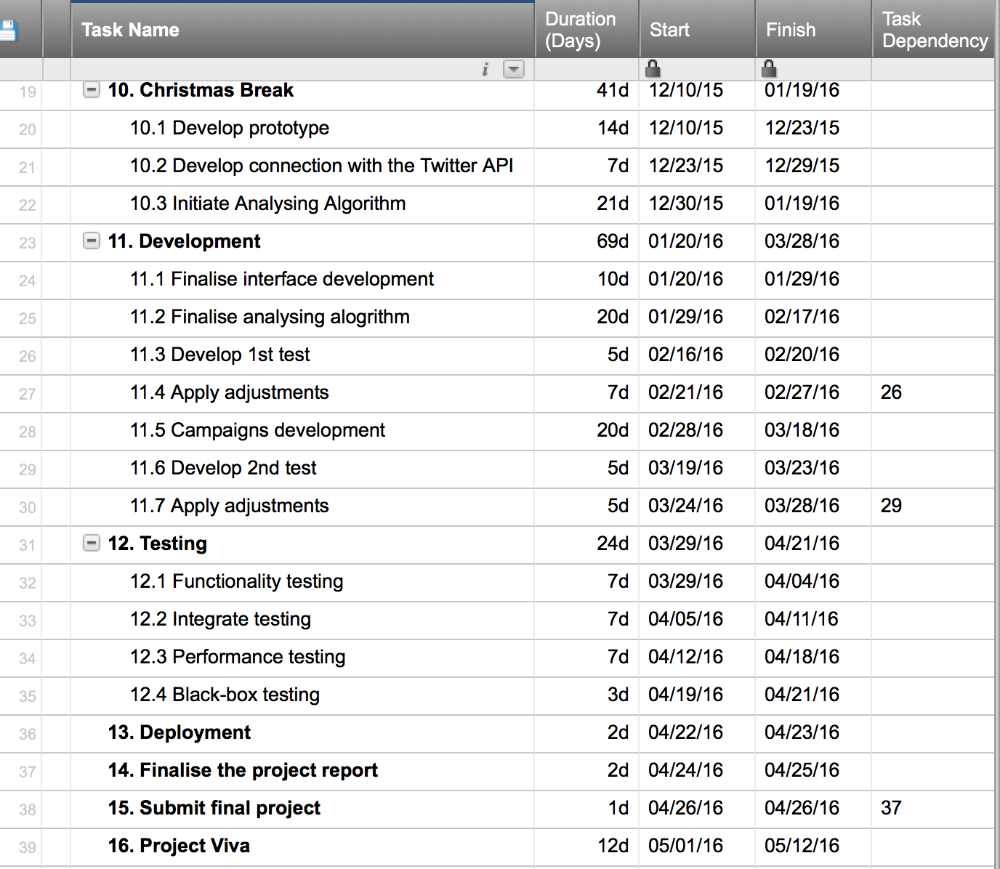 Task Name Duration (Days) Start Finish Task Dependency
i
19 10. Christmas Break 41d 12/10/15 01/19/16
20 10.1 Develop prototype 14d 12/10/15 12/23/15
21 10.2 Develop connection with the Twitter API 7d 12/23/15 12/29/15
22 10.3 Initiate Analysing Algorithm 21d 12/30/15 01/19/16
23 11. Development 69d 01/20/16 03/28/16
24 11.1 Finalise interface development 10d 01/20/16 01/29/16
25 11.2 Finalise analysing alogrithm 20d 01/29/16 02/17/16
26 11.3 Develop 1st test 5d 02/16/16 02/20/16
27 11.4 Apply adjustments 7d 02/21/16 02/27/16 26
28 11.5 Campaigns development 20d 02/28/16 03/18/16
29 11.6 Develop 2nd test 5d 03/19/16 03/23/16
30 11.7 Apply adjustments 5d 03/24/16 03/28/16 29
31 12. Testing 24d 03/29/16 04/21/16
32 12.1 Functionality testing 7d 03/29/16 04/04/16
33 12.2 Integrate testing 7d 04/05/16 04/11/16
34 12.3 Performance testing 7d 04/12/16 04/18/16
35 12.4 Black-box testing 3d 04/19/16 04/21/16
36 13. Deployment 2d 04/22/16 04/23/16
37 14. Finalise the project report 2d 04/24/16 04/25/16
38 15. Submit final project 1d 04/26/16 04/26/16 37
39 16. Project Viva 12d 05/01/16 05/12/16